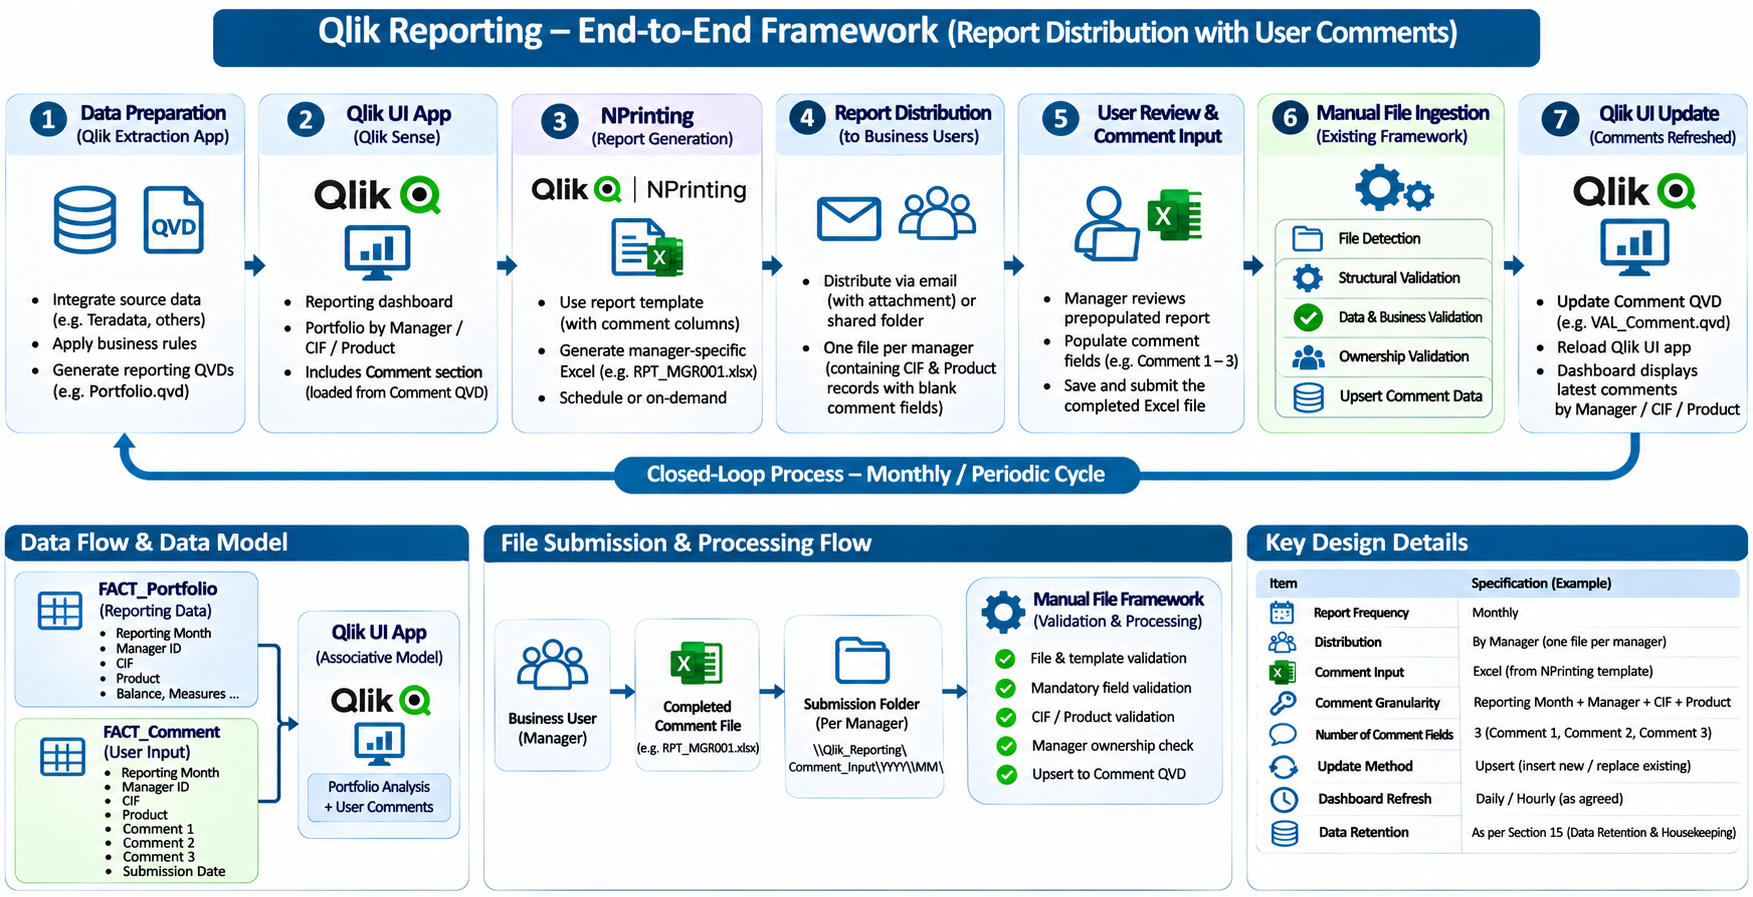 Qlik Reporting – End-to-End Framework (Report Distribution with User Comments)
1
Data Preparation
(Qlik Extraction App)
QVD
• Integrate source data
(e.g. Teradata, others)
• Apply business rules
• Generate reporting QVDs
(e.g. Portfolio.qvd)
2
Qlik UI App
(Qlik Sense)
Qlik
• Reporting dashboard
• Portfolio by Manager /
CIF / Product
• Includes Comment section
(loaded from Comment QVD)
3
NPrinting
(Report Generation)
Qlik | NPrinting
X
• Use report template
(with comment columns)
• Generate manager-specific
Excel (e.g. RPT_MGR001.xlsx)
• Schedule or on-demand
4
Report Distribution
(to Business Users)
• Distribute via email
(with attachment) or
shared folder
• One file per manager
(containing CIF & Product
records with blank
comment fields)
5
User Review &
Comment Input
X
• Manager reviews
prepopulated report
• Populate comment
fields (e.g. Comment 1 – 3)
• Save and submit the
completed Excel file
6
Manual File Ingestion
(Existing Framework)
File Detection
Structural Validation
Data & Business Validation
Ownership Validation
Upsert Comment Data
7
Qlik UI Update
(Comments Refreshed)
Qlik
• Update Comment QVD
(e.g. VAL_Comment.qvd)
• Reload Qlik UI app
• Dashboard displays
latest comments
by Manager / CIF / Product
Closed-Loop Process – Monthly / Periodic Cycle
Data Flow & Data Model
FACT_Portfolio
(Reporting Data)
• Reporting Month
• Manager ID
• CIF
• Product
• Balance, Measures ...
FACT_Comment
(User Input)
• Reporting Month
• Manager ID
• CIF
• Product
• Comment 1
• Comment 2
• Comment 3
• Submission Date
Qlik UI App
(Associative Model)
Qlik
Portfolio Analysis
+ User Comments
File Submission & Processing Flow
Business User
(Manager)
X
Completed
Comment File
(e.g. RPT_MGR001.xlsx)
Submission Folder
(Per Manager)
\\Qlik_Reporting\
Comment_Input\YYYY\\MM\
Manual File Framework
(Validation & Processing)
File & template validation
Mandatory field validation
CIF / Product validation
Manager ownership check
Upsert to Comment QVD
Key Design Details
Item Specification (Example)
Report Frequency Monthly
Distribution By Manager (one file per manager)
X Comment Input Excel (from NPrinting template)
Comment Granularity Reporting Month + Manager + CIF + Product
Number of Comment Fields 3 (Comment 1, Comment 2, Comment 3)
Update Method Upsert (insert new / replace existing)
Dashboard Refresh Daily / Hourly (as agreed)
Data Retention As per Section 15 (Data Retention & Housekeeping)